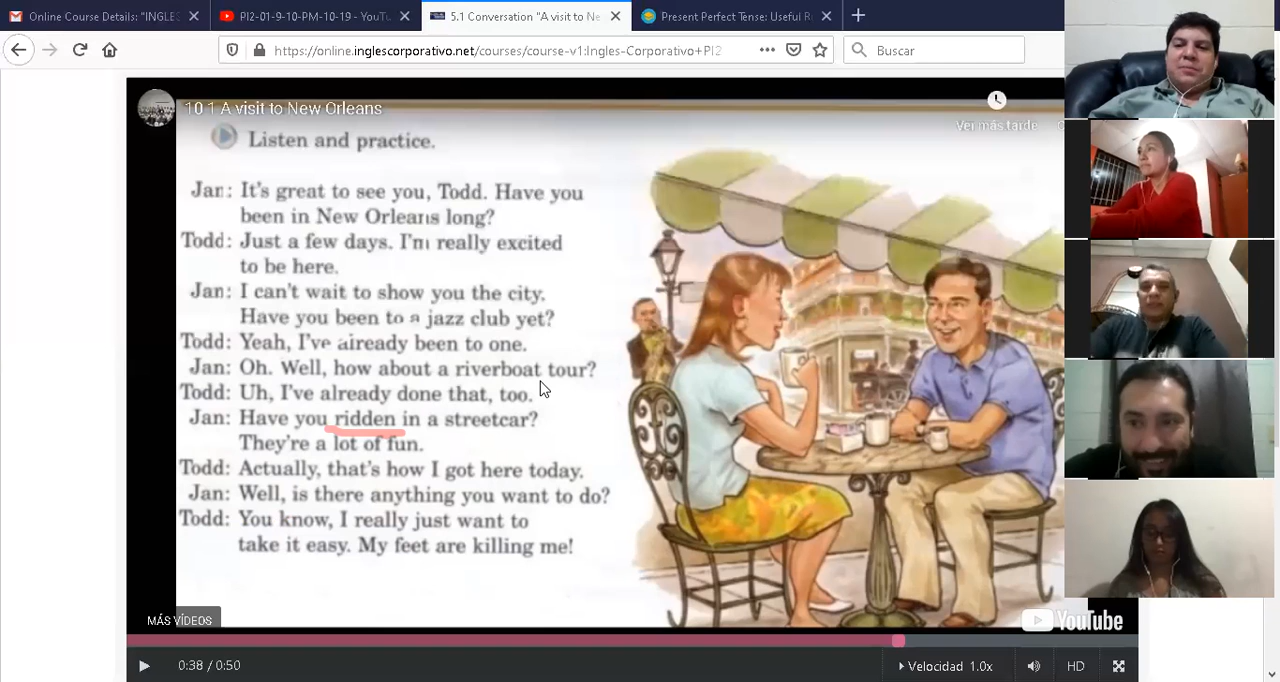 Online Course Details: "INGLES
PI2-01-9-10-PM-10-19 - YouTu
5.1 Conversation "A visit to Ne
Present Perfect Tense: Useful R
https://online.inglescorporativo.net/courses/course-v1:Ingles-Corporativo+PI2
Buscar
10 1 A visit to New Orleans
Ver más tarde
Listen and practice.
Jan: It's great to see you, Todd. Have you
been in New Orleans long?
Todd: Just a few days. I'm really excited
to be here.
Jan: I can't wait to show you the city.
Have you been to a jazz club yet?
Todd: Yeah, I've already been to one.
Jan: Oh. Well, how about a riverboat tour?
Todd: Uh, I've already done that, too.
Jan: Have you ridden in a streetcar?
They're a lot of fun.
Todd: Actually, that's how I got here today.
Jan: Well, is there anything you want to do?
Todd: You know, I really just want to
take it easy. My feet are killing me!
MÁS VÍDEOS
YouTube
0:38 / 0:50
Velocidad 1.0x
HD